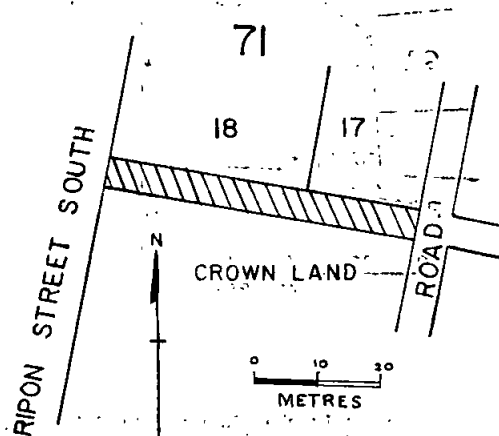 71
18
17
RIPON STREET SOUTH
N
CROWN LAND
ROAD
0 10 20
METRES